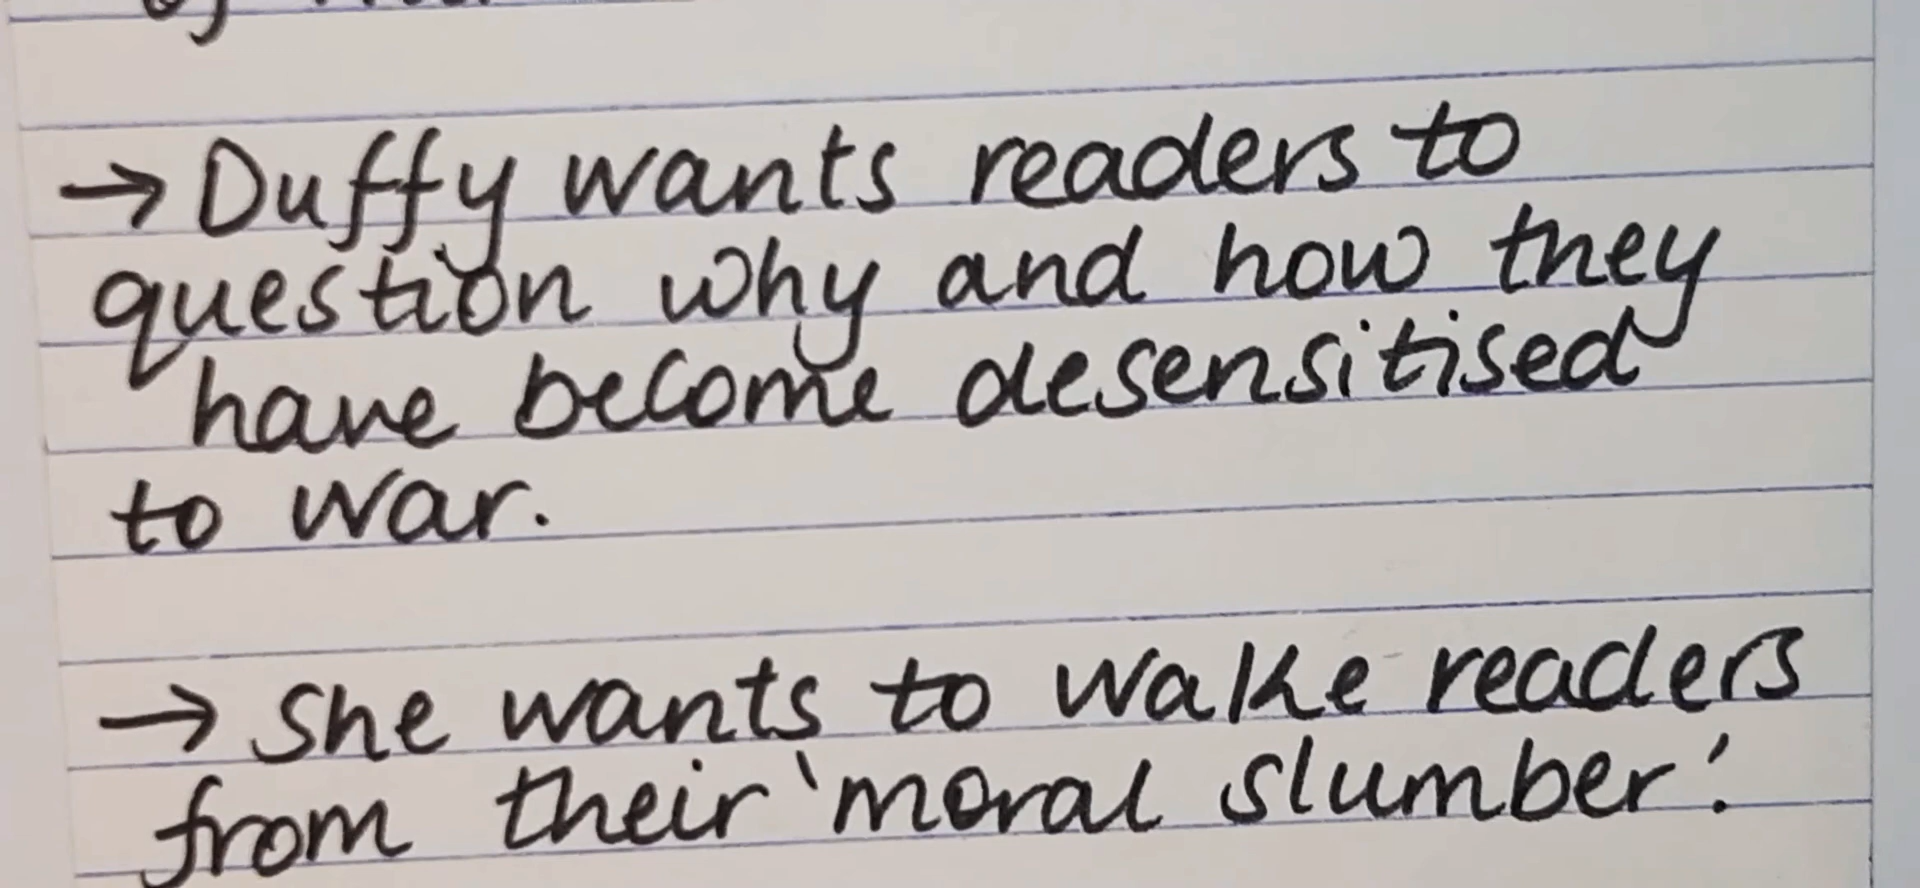 → Duffy wants readers to
question why and how they
have become desensitised
to war.
→ She wants to wake readers
from their 'moral slumber'.